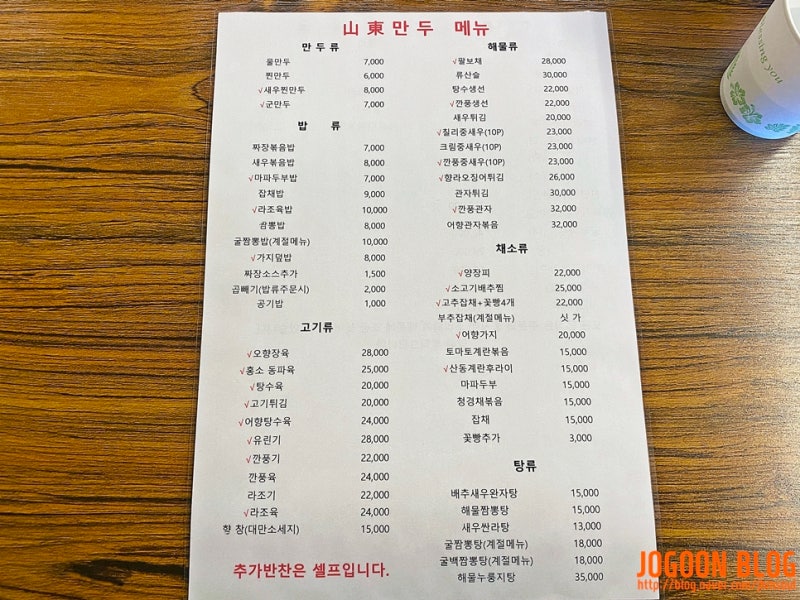 山東만두 메뉴
만두류
물만두 7,000
찐만두 6,000
√새우찐만두 8,000
√군만두 7,000
밥 류
짜장볶음밥 7,000
새우볶음밥 8,000
√마파두부밥 7,000
잡채밥 9,000
√라조육밥 10,000
쌈뽕밥 8,000
굴짬뽕밥(계절메뉴) 10,000
√가지덮밥 8,000
짜장소스추가 1,500
곱빼기(밥류주문시) 2,000
공기밥 1,000
고기류
√오향장육 28,000
√홍소 동파육 25,000
√탕수육 20,000
√고기튀김 20,000
√어향탕수육 24,000
√유린기 28,000
√깐풍기 22,000
깐풍육 24,000
라조기 22,000
√라조육 24,000
향 창(대만소세지) 15,000
추가반찬은 셀프입니다.
해물류
√팔보채 28,000
류산슬 30,000
탕수생선 22,000
√깐풍생선 22,000
새우튀김 20,000
√칠리중새우(10P) 23,000
크림중새우(10P) 23,000
√깐풍중새우(10P) 23,000
√향라오징어튀김 26,000
관자튀김 30,000
√깐풍관자 32,000
어향관자볶음 32,000
채소류
√양장피 22,000
√소고기배추찜 25,000
√고추잡채+꽃빵4개 22,000
부추잡채(계절메뉴) 싯 가
√어향가지 20,000
토마토계란볶음 15,000
√산동계란후라이 15,000
마파두부 15,000
청경채볶음 15,000
잡채 15,000
꽃빵추가 3,000
탕류
배추새우완자탕 15,000
해물짬뽕탕 15,000
새우싼라탕 13,000
굴짬뽕탕(계절메뉴) 18,000
굴백짬뽕탕(계절메뉴) 18,000
해물누룽지탕 35,000
JOGOON BLOG